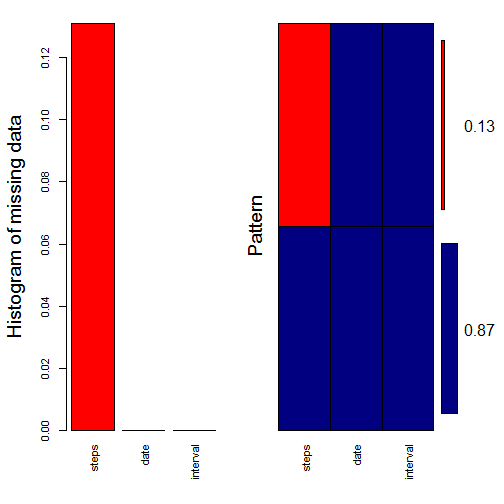 Histogram of missing data
0.12
0.10
0.08
0.06
0.04
0.02
0.00
steps
date
interval
Pattern
steps
date
interval
0.13
0.87